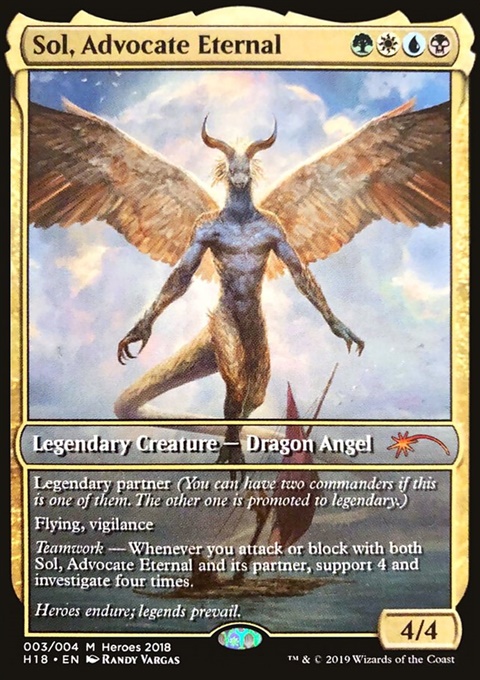 Sol, Advocate Eternal
Legendary Creature — Dragon Angel
Legendary partner (You can have two commanders if this
is one of them. The other one is promoted to legendary.)
Flying, vigilance
Teamwork — Whenever you attack or block with both
Sol, Advocate Eternal and its partner, support 4 and
investigate four times.
Heroes endure; legends prevail.
4/4
003/004 M Heroes 2018
H18 • EN Randy Vargas
™ & © 2019 Wizards of the Coast